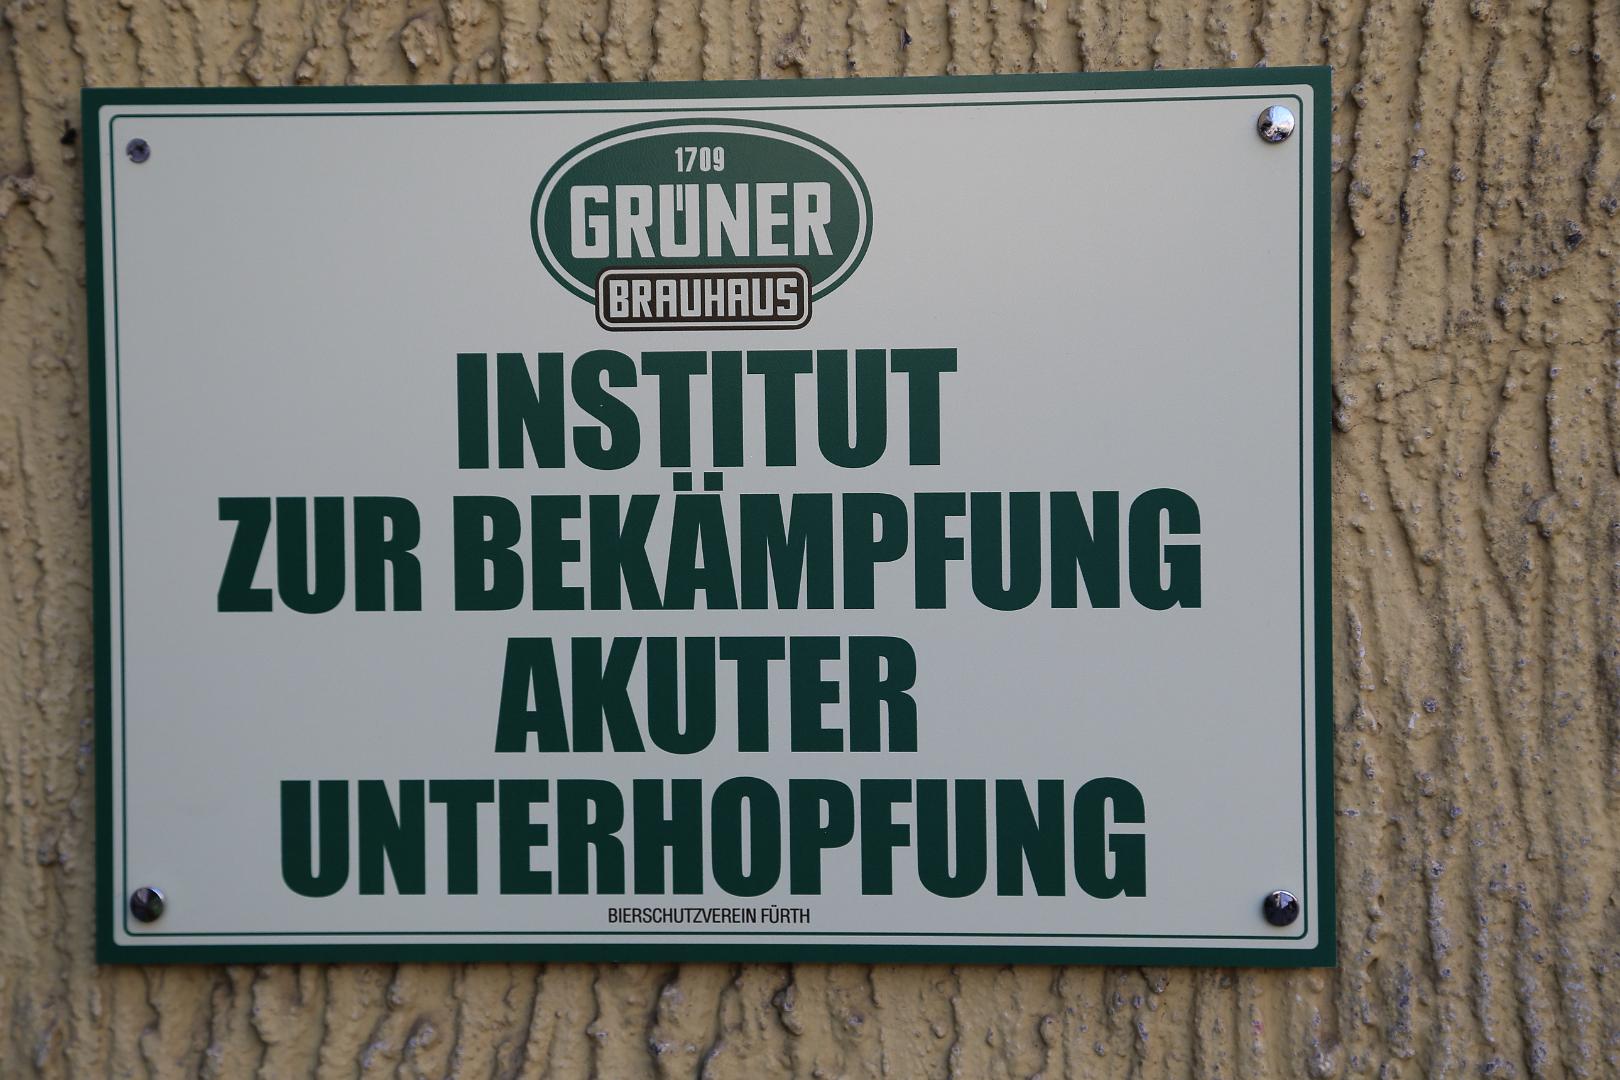 1709
GRÜNER
BRAUHAUS
INSTITUT
ZUR BEKÄMPFUNG
AKUTER
UNTERHOPFUNG
BIERSCHUTZVEREIN FÜRTH